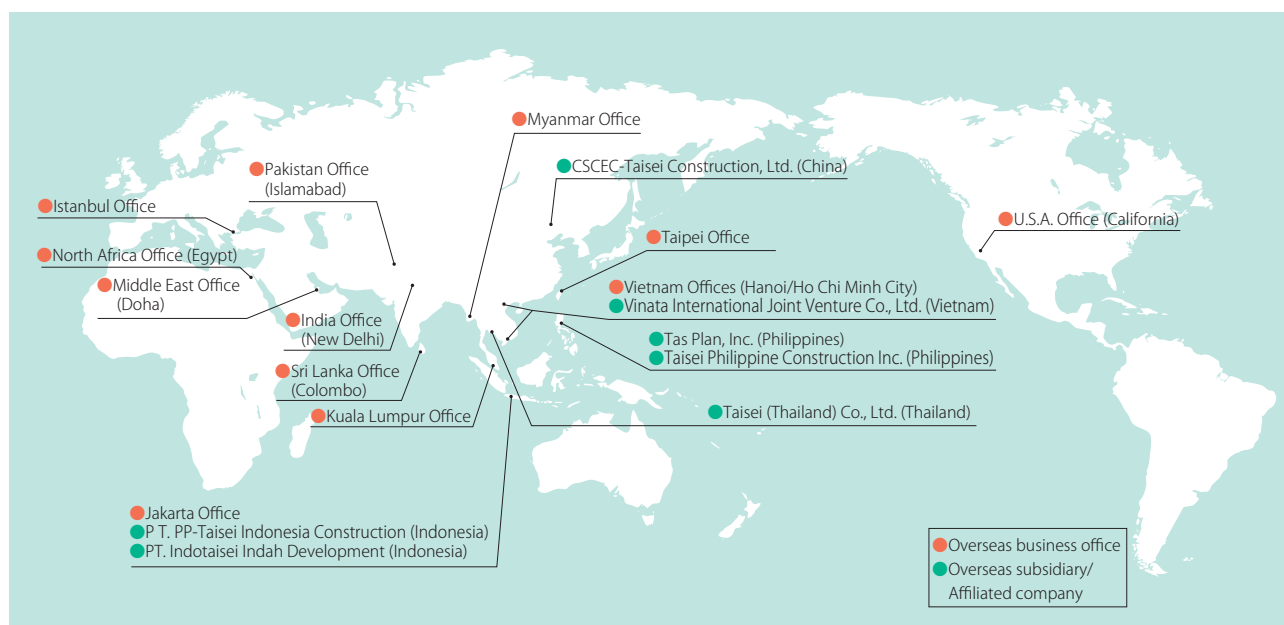 Myanmar Office
Pakistan Office
(Islamabad)
CSCEC-Taisei Construction, Ltd. (China)
Istanbul Office
U.S.A. Office (California)
Taipei Office
North Africa Office (Egypt)
Middle East Office
(Doha)
Vietnam Offices (Hanoi/Ho Chi Minh City)
Vinata International Joint Venture Co., Ltd. (Vietnam)
India Office
(New Delhi)
Tas Plan, Inc. (Philippines)
Taisei Philippine Construction Inc. (Philippines)
Sri Lanka Office
(Colombo)
Kuala Lumpur Office
Taisei (Thailand) Co., Ltd. (Thailand)
Jakarta Office
P T. PP-Taisei Indonesia Construction (Indonesia)
PT. Indotaisei Indah Development (Indonesia)
Overseas business office
Overseas subsidiary/
Affiliated company